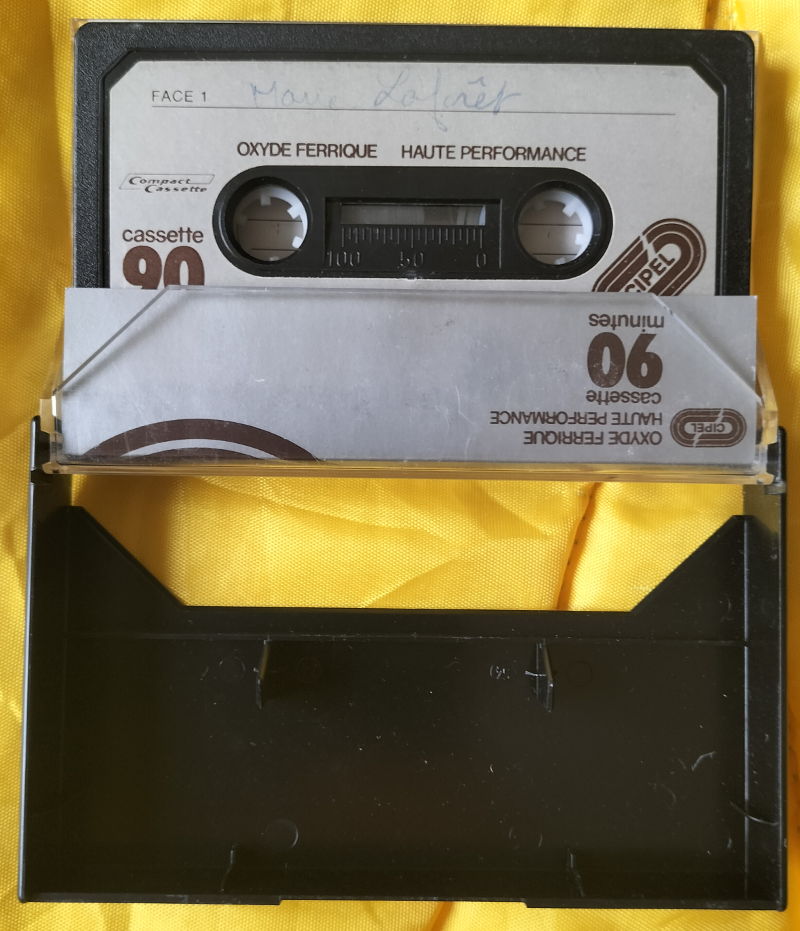 FACE 1 Marie Laforêt
OXYDE FERRIQUE HAUTE PERFORMANCE
Compact
Cassette
cassette
90
CIPEL
100 50 0
minutes
90
cassette
HAUTE PERFORMANCE
OXYDE FERRIQUE
CIPEL